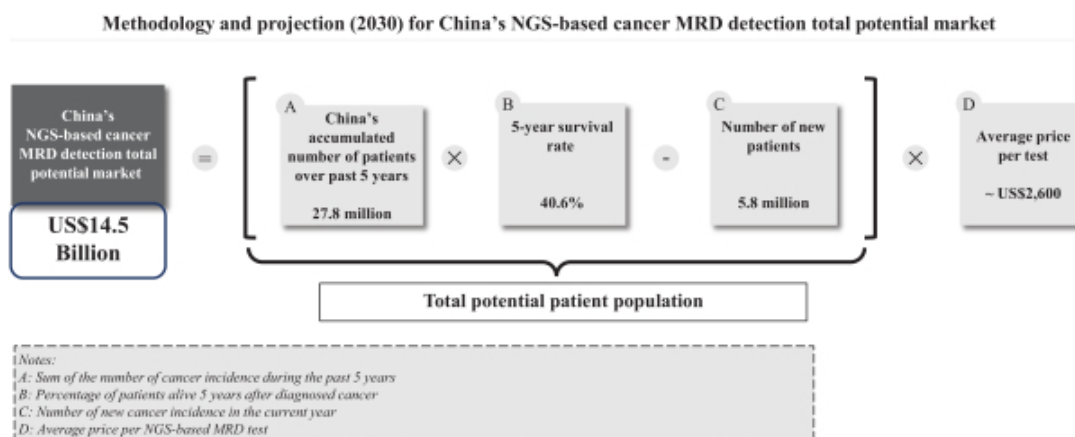 Methodology and projection (2030) for China's NGS-based cancer MRD detection total potential market
China's
NGS-based cancer
MRD detection total
potential market
US$14.5
Billion
=
A
China's
accumulated
number of patients
over past 5 years
27.8 million
×
B
5-year survival
rate
40.6%
-
C
Number of new
patients
5.8 million
×
D
Average price
per test
~ US$2,600
Total potential patient population
Notes:
A: Sum of the number of cancer incidence during the past 5 years
B: Percentage of patients alive 5 years after diagnosed cancer
C: Number of new cancer incidence in the current year
D: Average price per NGS-based MRD test